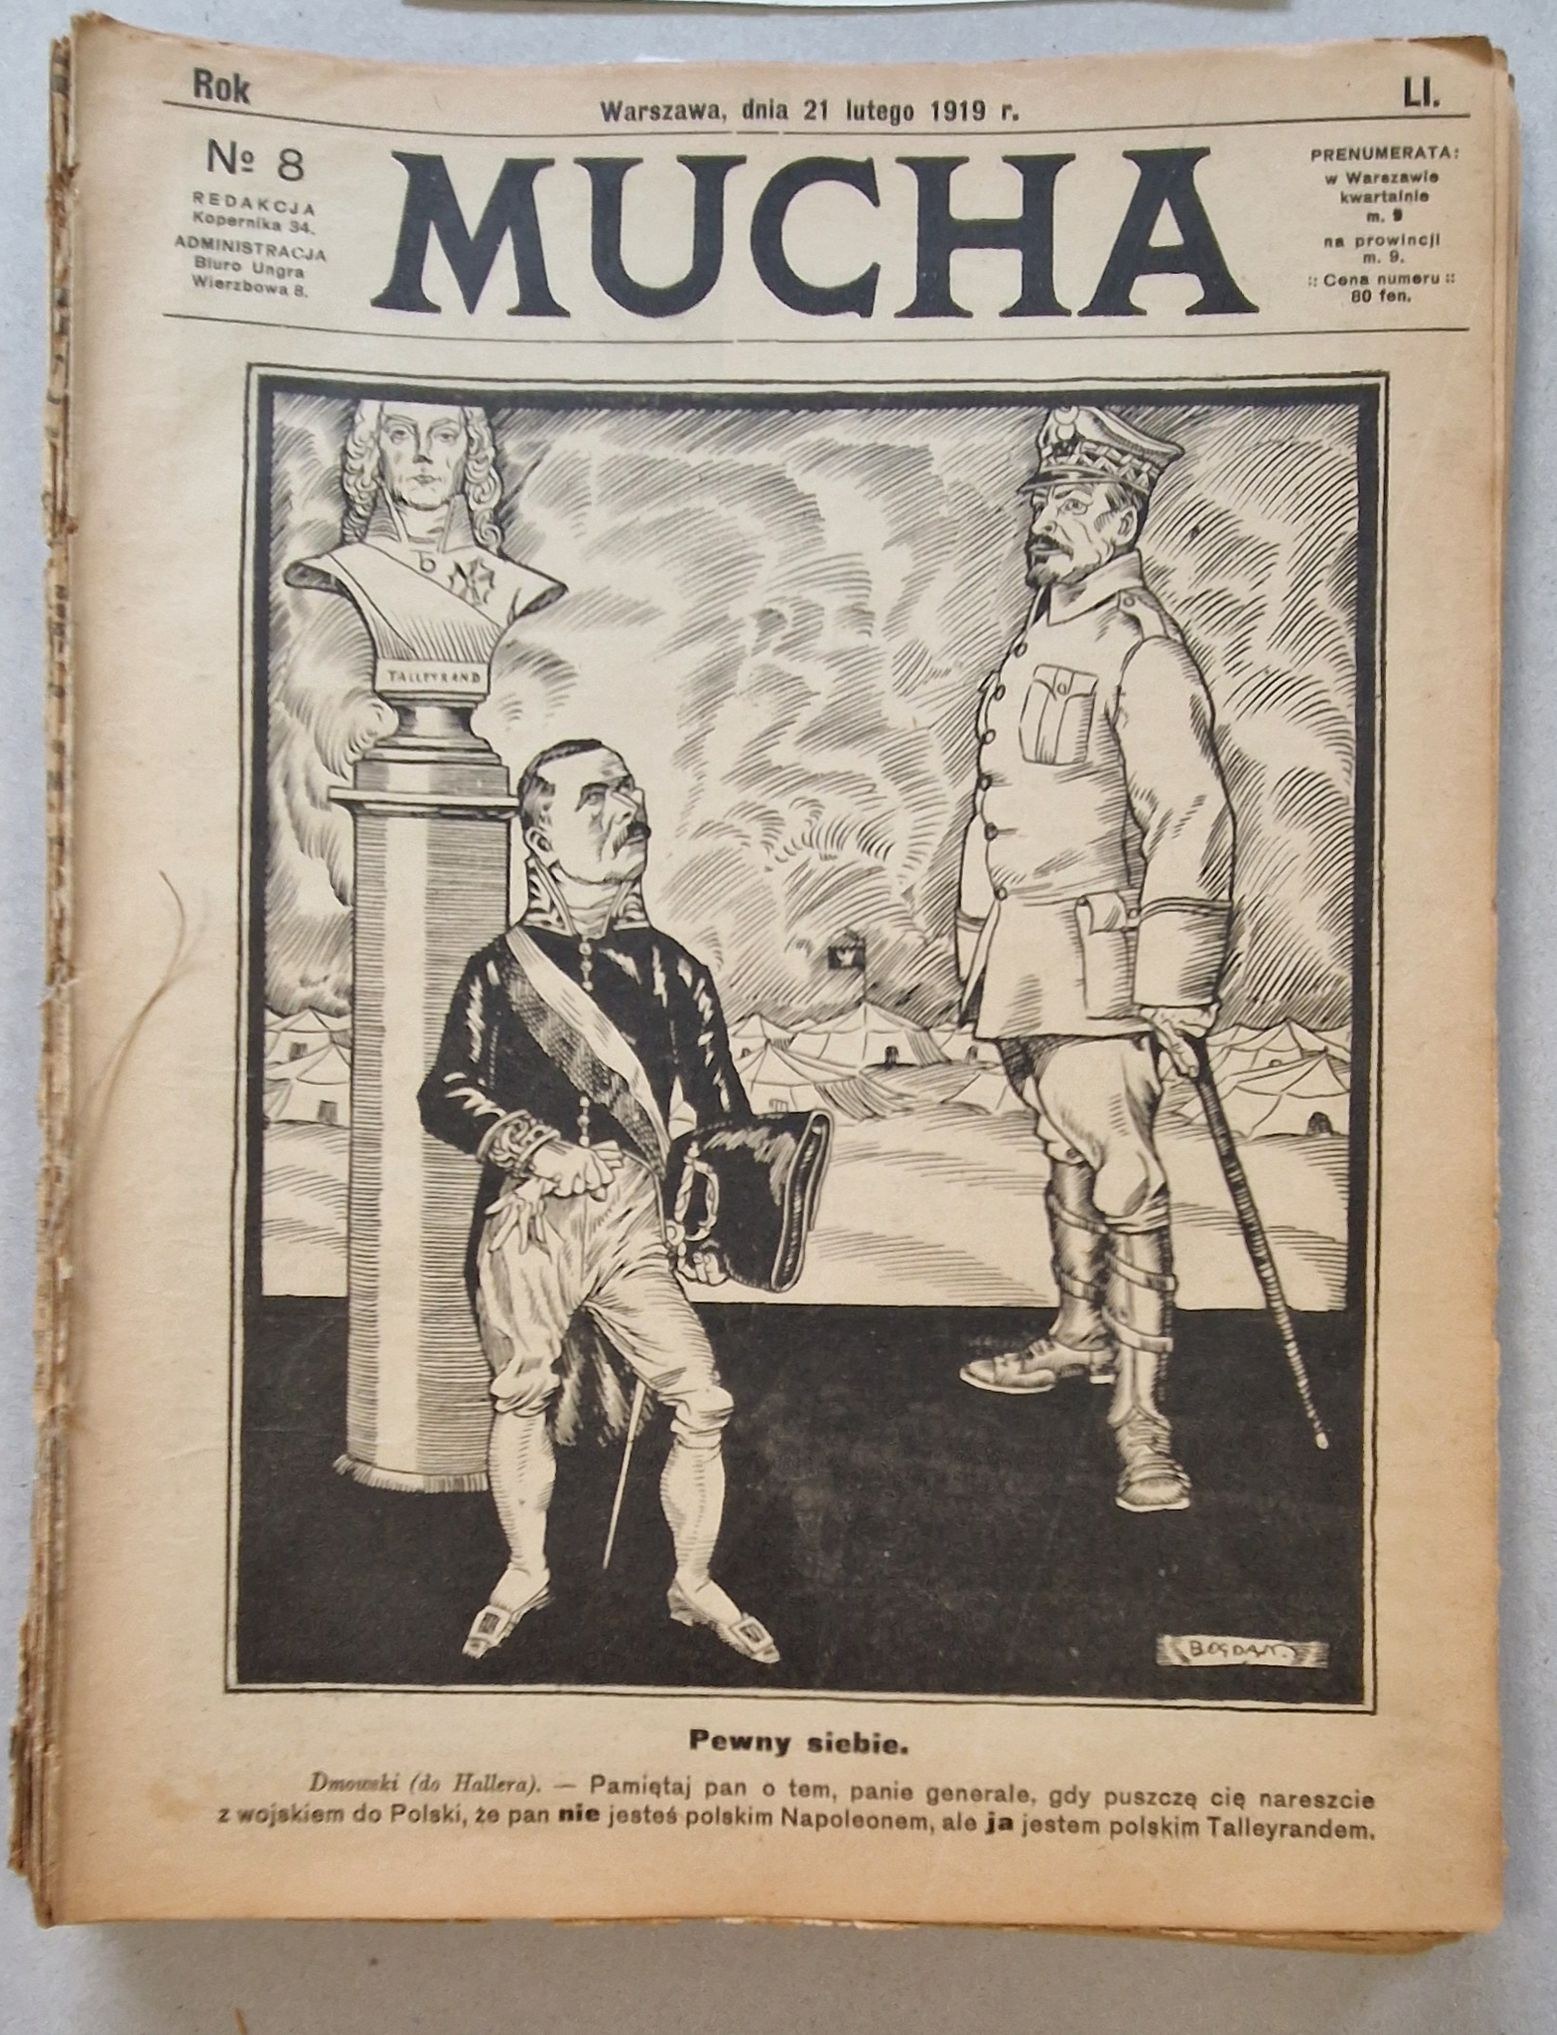 Rok
Warszawa, dnia 21 lutego 1919 r.
LI.
№ 8
REDAKCJA
Kopernika 34.
ADMINISTRACJA
Biuro Ungra
Wierzbowa 8.
MUCHA
PRENUMERATA:
w Warszawie
kwartalnie
m. 9
na prowincji
m. 9.
:: Cena numeru ::
80 fen.
TALLEYRAND
BOGDAN.
Pewny siebie.
Dmowski (do Hallera). — Pamiętaj pan o tem, panie generale, gdy puszczę cię nareszcie
z wojskiem do Polski, że pan nie jesteś polskim Napoleonem, ale ja jestem polskim Talleyrandem.